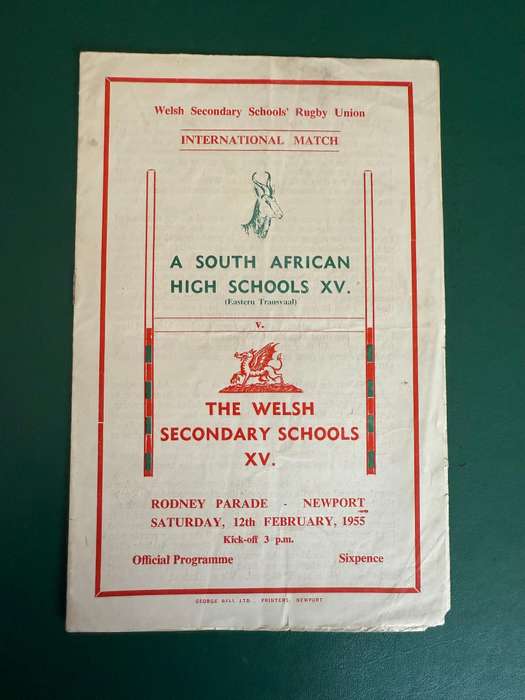 Welsh Secondary Schools' Rugby Union
INTERNATIONAL MATCH
A SOUTH AFRICAN
HIGH SCHOOLS XV.
(Eastern Transvaal)
v.
THE WELSH
SECONDARY SCHOOLS
XV.
RODNEY PARADE - NEWPORT
SATURDAY, 12th FEBRUARY, 1955
Kick-off 3 p.m.
Official Programme Sixpence
GEORGE BELL LTD., PRINTERS, NEWPORT